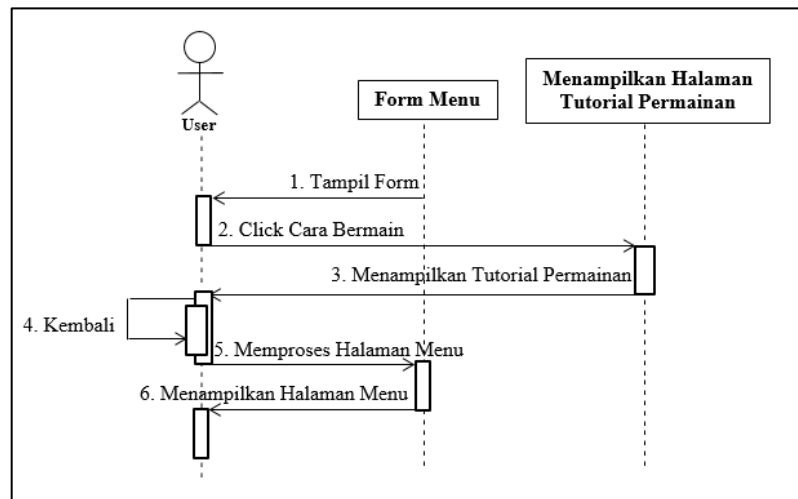 User
Form Menu
Menampilkan Halaman
Tutorial Permainan
1. Tampil Form
2. Click Cara Bermain
3. Menampilkan Tutorial Permainan
4. Kembali
5. Memproses Halaman Menu
6. Menampilkan Halaman Menu